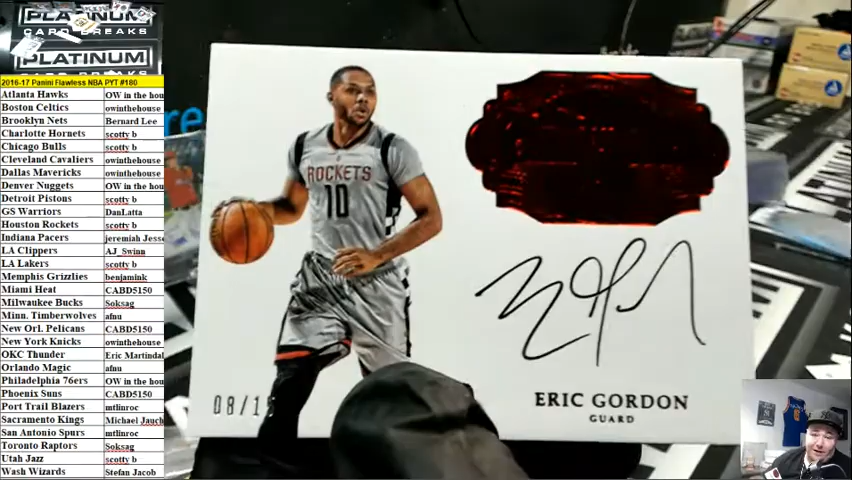 PLATINUM
CARD BREAKS
PLATINUM
2016-17 Panini Flawless NBA PYT #180
Atlanta Hawks OW in the hou
Boston Celtics owinthehouse
Brooklyn Nets Bernard Lee
Charlotte Hornets scotty b
Chicago Bulls scotty b
Cleveland Cavaliers owinthehouse
Dallas Mavericks owinthehouse
Denver Nuggets OW in the hou
Detroit Pistons scotty b
GS Warriors DanLatta
Houston Rockets scotty b
Indiana Pacers jeremiah Jesse
LA Clippers AJ_Swinn
LA Lakers scotty b
Memphis Grizzlies benjamink
Miami Heat CABD5150
Milwaukee Bucks Soksag
Minn. Timberwolves afnu
New Orl. Pelicans CABD5150
New York Knicks owinthehouse
OKC Thunder Eric Martindal
Orlando Magic afnu
Philadelphia 76ers OW in the hou
Phoenix Suns CABD5150
Port Trail Blazers mtlinroc
Sacramento Kings Michael Jauch
San Antonio Spurs mtlinroc
Toronto Raptors Soksag
Utah Jazz scotty b
Wash Wizards Stefan Jacob
ROCKETS
10
08/1
ERIC GORDON
GUARD